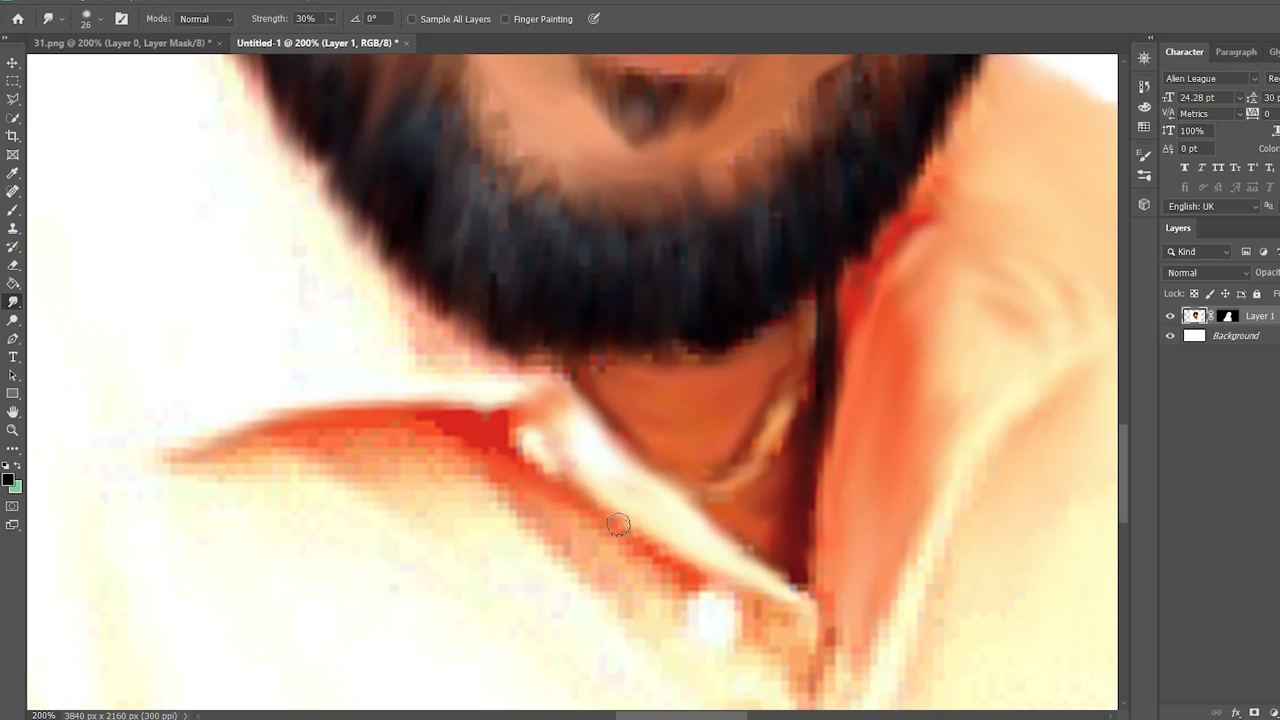 26 Mode: Normal Strength: 30% 0° Sample All Layers Finger Painting
31.png @ 200% (Layer 0, Layer Mask/8) * × Untitled-1 @ 200% (Layer 1, RGB/8) * ×
Character Paragraph Gly
Alien League Re
24.28 pt 30 p
Metrics 0
100%
0 pt Color
English: UK
Layers
Kind
Normal Opaci
Lock: Fi
Layer 1
Background
200% 3840 px x 2160 px (300 ppi)